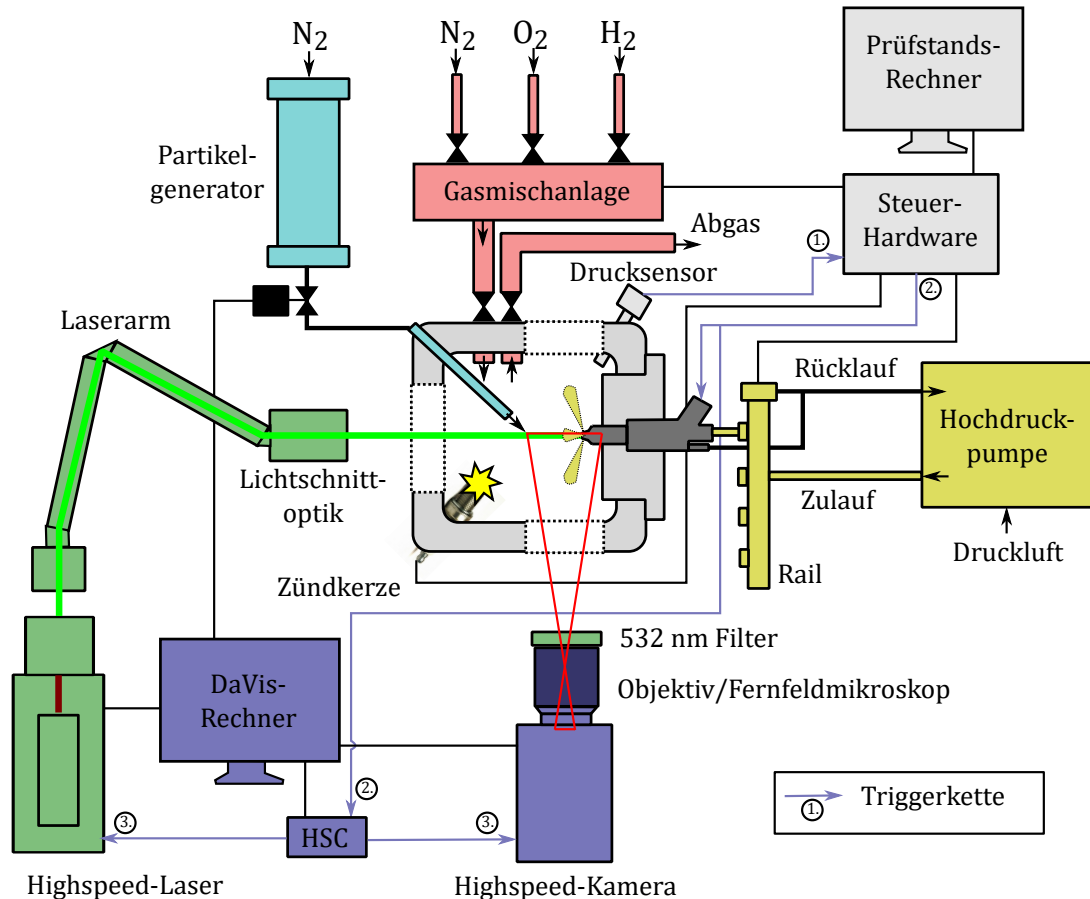 N2
N2
O2
H2
Prüfstands-
Rechner
Partikel-
generator
Gasmischanlage
Steuer-
Hardware
Abgas
1.
Drucksensor
2.
Laserarm
Rücklauf
Hochdruck-
pumpe
Lichtschnitt-
optik
Zulauf
Druckluft
Zündkerze
Rail
532 nm Filter
DaVis-
Rechner
Objektiv/Fernfeldmikroskop
2.
1.
Triggerkette
3.
HSC
3.
Highspeed-Laser
Highspeed-Kamera